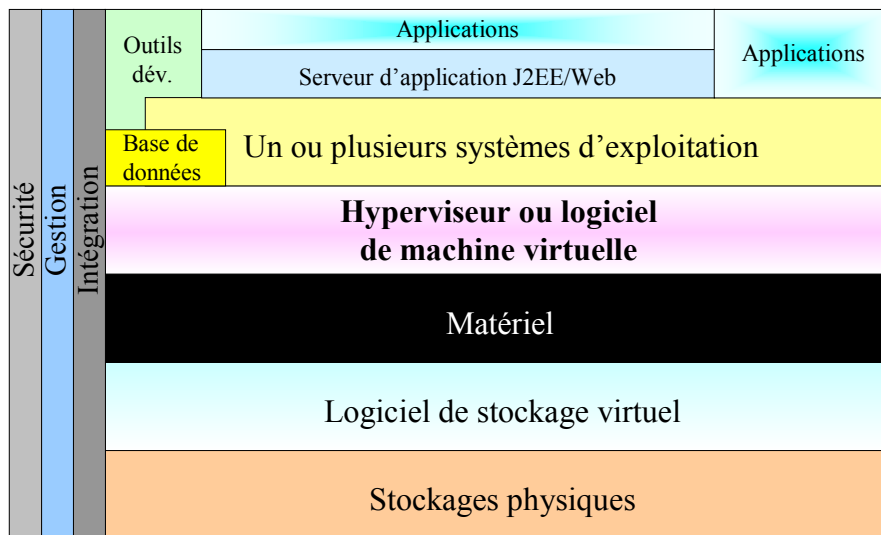 Sécurité
Gestion
Intégration
Outils
dév.
Applications
Serveur d’application J2EE/Web
Applications
Un ou plusieurs systèmes d’exploitation
Base de
données
Hyperviseur ou logiciel
de machine virtuelle
Matériel
Logiciel de stockage virtuel
Stockages physiques